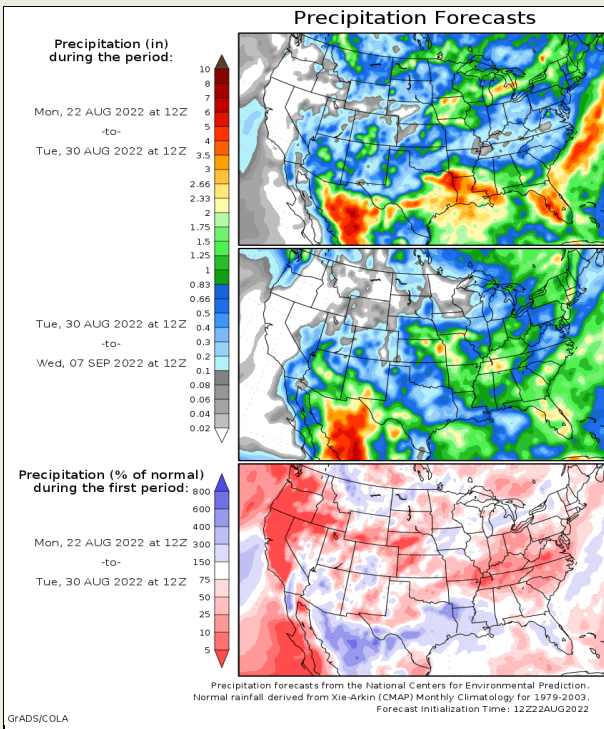 Precipitation Forecasts
Precipitation (in)
during the period:
Mon, 22 AUG 2022 at 12Z
-to-
Tue, 30 AUG 2022 at 12Z
10
8
7
6
5
4
3.5
3
2.66
2.33
2
1.75
1.5
1.25
1
0.83
0.66
0.5
0.4
0.3
0.2
0.1
0.08
0.06
0.04
0.02
Tue, 30 AUG 2022 at 12Z
-to-
Wed, 07 SEP 2022 at 12Z
Precipitation (% of normal)
during the first period:
Mon, 22 AUG 2022 at 12Z
-to-
Tue, 30 AUG 2022 at 12Z
800
600
400
300
150
75
50
25
10
5
Precipitation forecasts from the National Centers for Environmental Prediction.
Normal rainfall derived from Xie-Arkin (CMAP) Monthly Climatology for 1979-2003.
Forecast Initialization Time: 12Z22AUG2022
GrADS/COLA